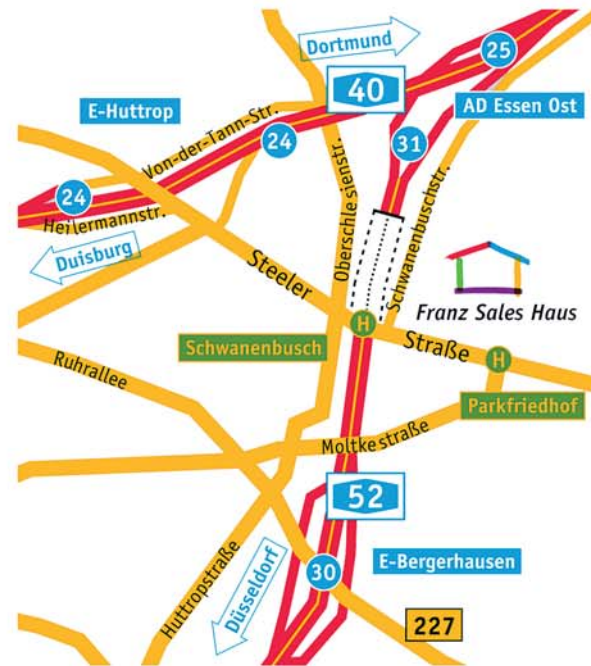 Dortmund
25
40
E-Huttrop
AD Essen Ost
Von-der-Tann-Str.
24
31
24
Heilermannstr.
Oberschlesienstr.
Schwanenbuschstr.
Duisburg
Steeler
Straße
Franz Sales Haus
H
Schwanenbusch
H
Ruhrallee
Parkfriedhof
Moltkestraße
52
E-Bergerhausen
30
Düsseldorf
Huttropstraße
227